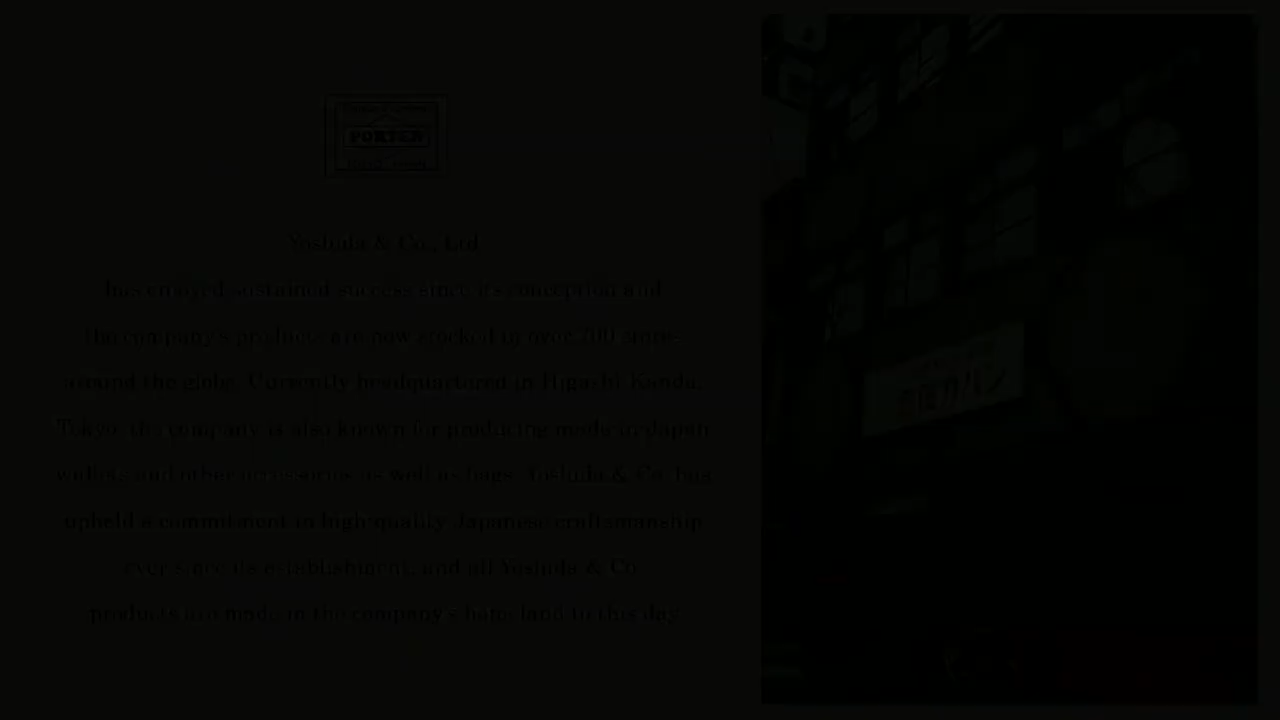 PORTER
Yoshida & Co., Ltd
has enjoyed sustained success since its conception and
the company's products are now stocked in over 200 stores
around the globe. Currently headquartered in Higashi Kanda,
Tokyo, the company is also known for producing made-in-Japan
wallets and other accessories as well as bags. Yoshida & Co. has
upheld a commitment to high-quality Japanese craftsmanship
ever since its establishment, and all Yoshida & Co.
products are made in the company's homeland to this day.